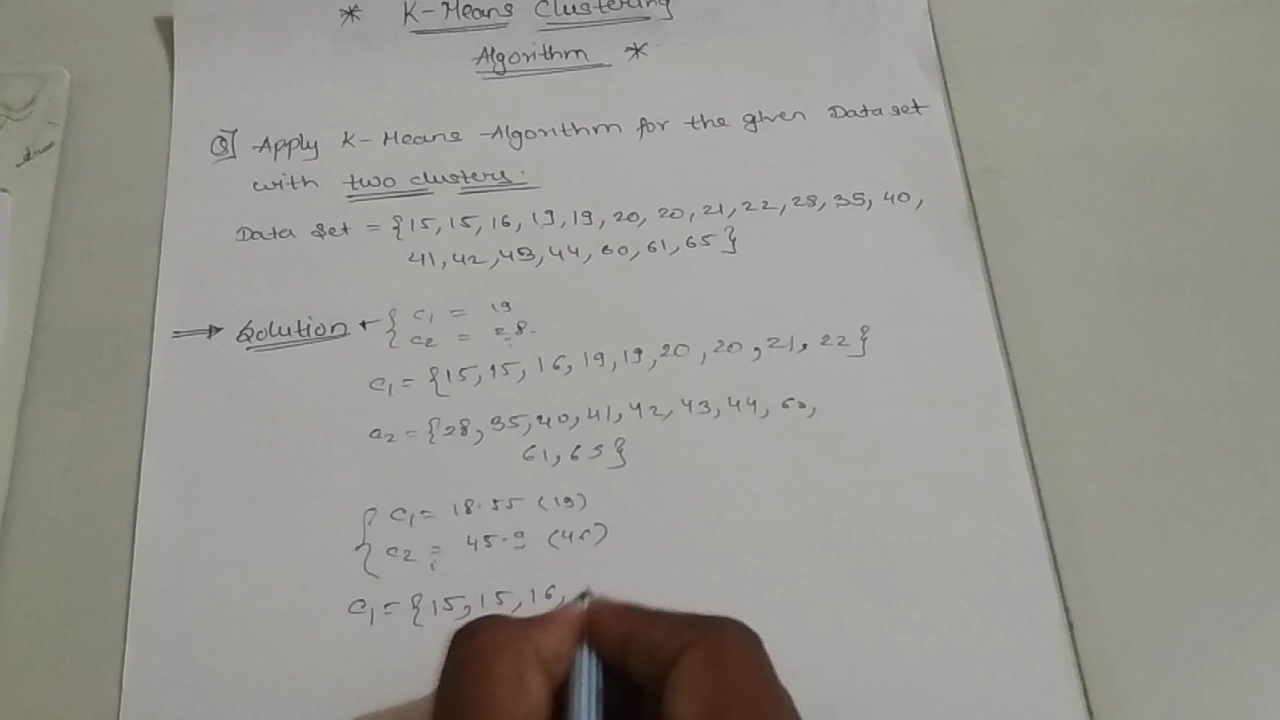 * K-Means Clustering
Algorithm *
Q] Apply K-Means Algorithm for the given Data set
with two clusters.
Data Set = {15, 15, 16, 19, 19, 20, 20, 21, 22, 28, 35, 40,
41, 42, 43, 44, 60, 61, 65}
⟹ Solution → { C1 = 19
C2 = 28.
C1 = {15, 15, 16, 19, 19, 20, 20, 21, 22}
C2 = {28, 35, 40, 41, 42, 43, 44, 60,
61, 65}
{ C1 = 18.55 (19)
C2 = 45.9 (46)
C1 = {15, 15, 16,